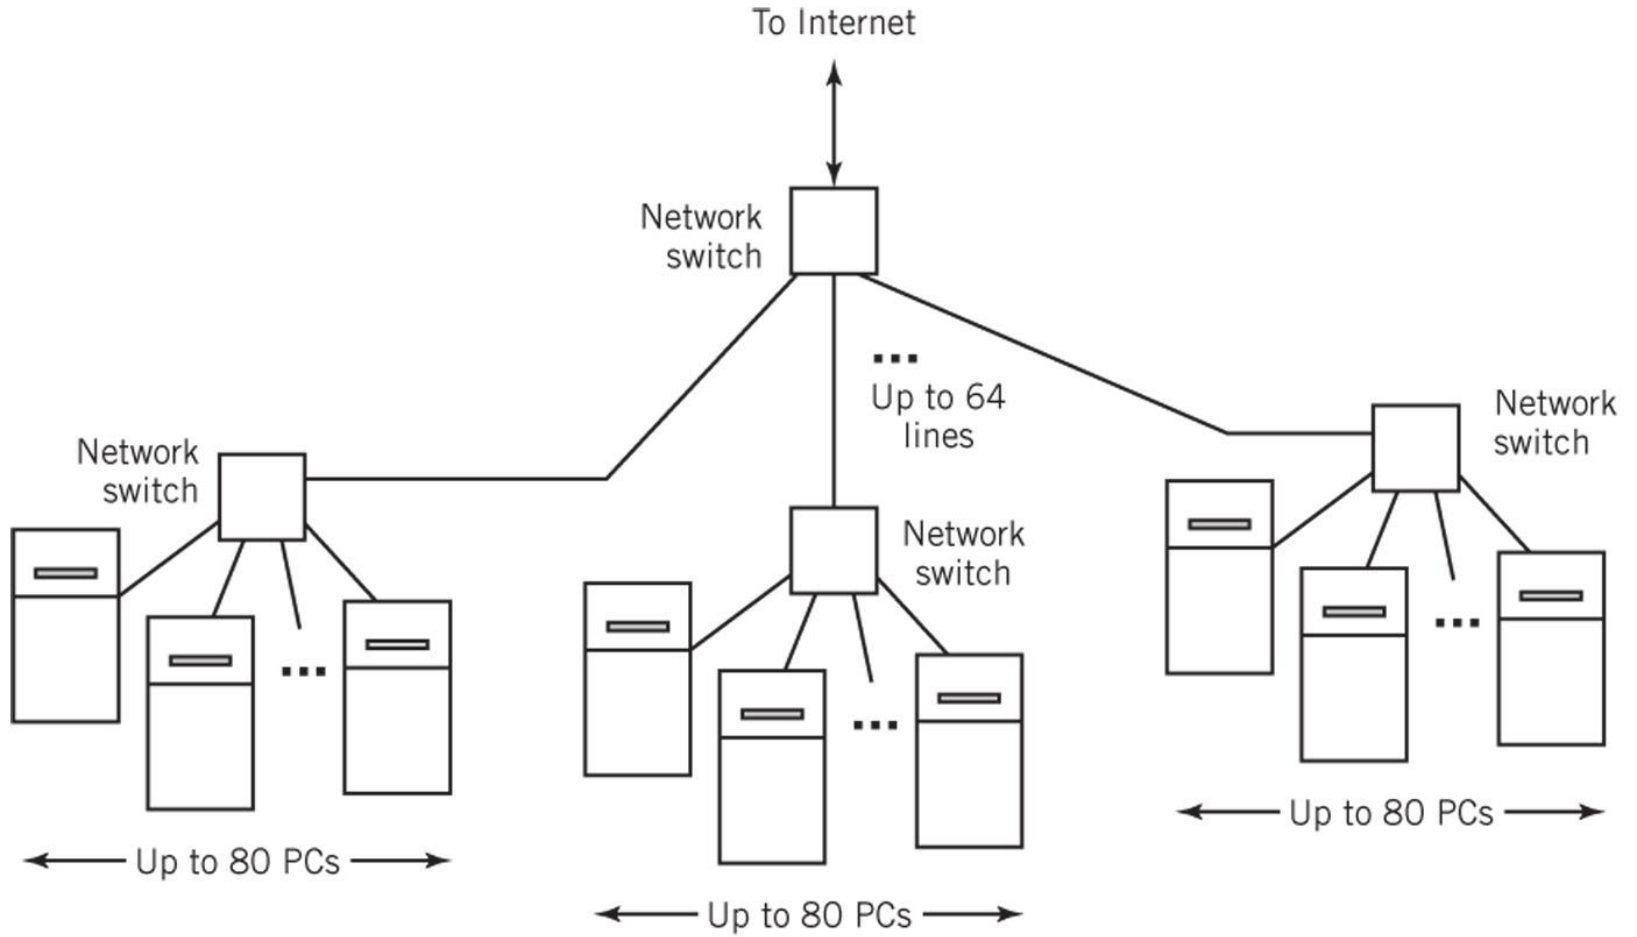 To Internet
Network
switch
▪▪▪
Up to 64
lines
Network
switch
Network
switch
Network
switch
▪▪▪
▪▪▪
▪▪▪
Up to 80 PCs
Up to 80 PCs
Up to 80 PCs